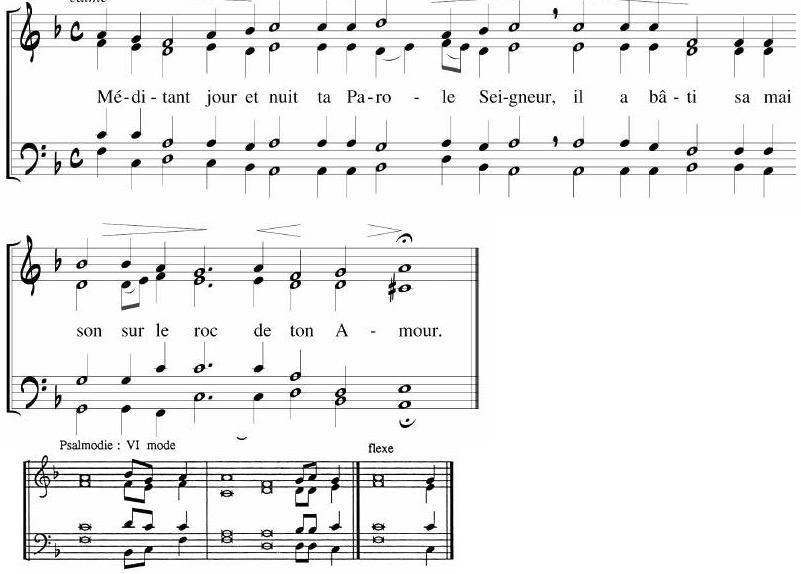 Mé-di-tant jour et nuit ta Pa-ro - le Sei-gneur, il a bâ-ti sa mai
son sur le roc de ton A - mour.
Psalmodie : VI mode flexe